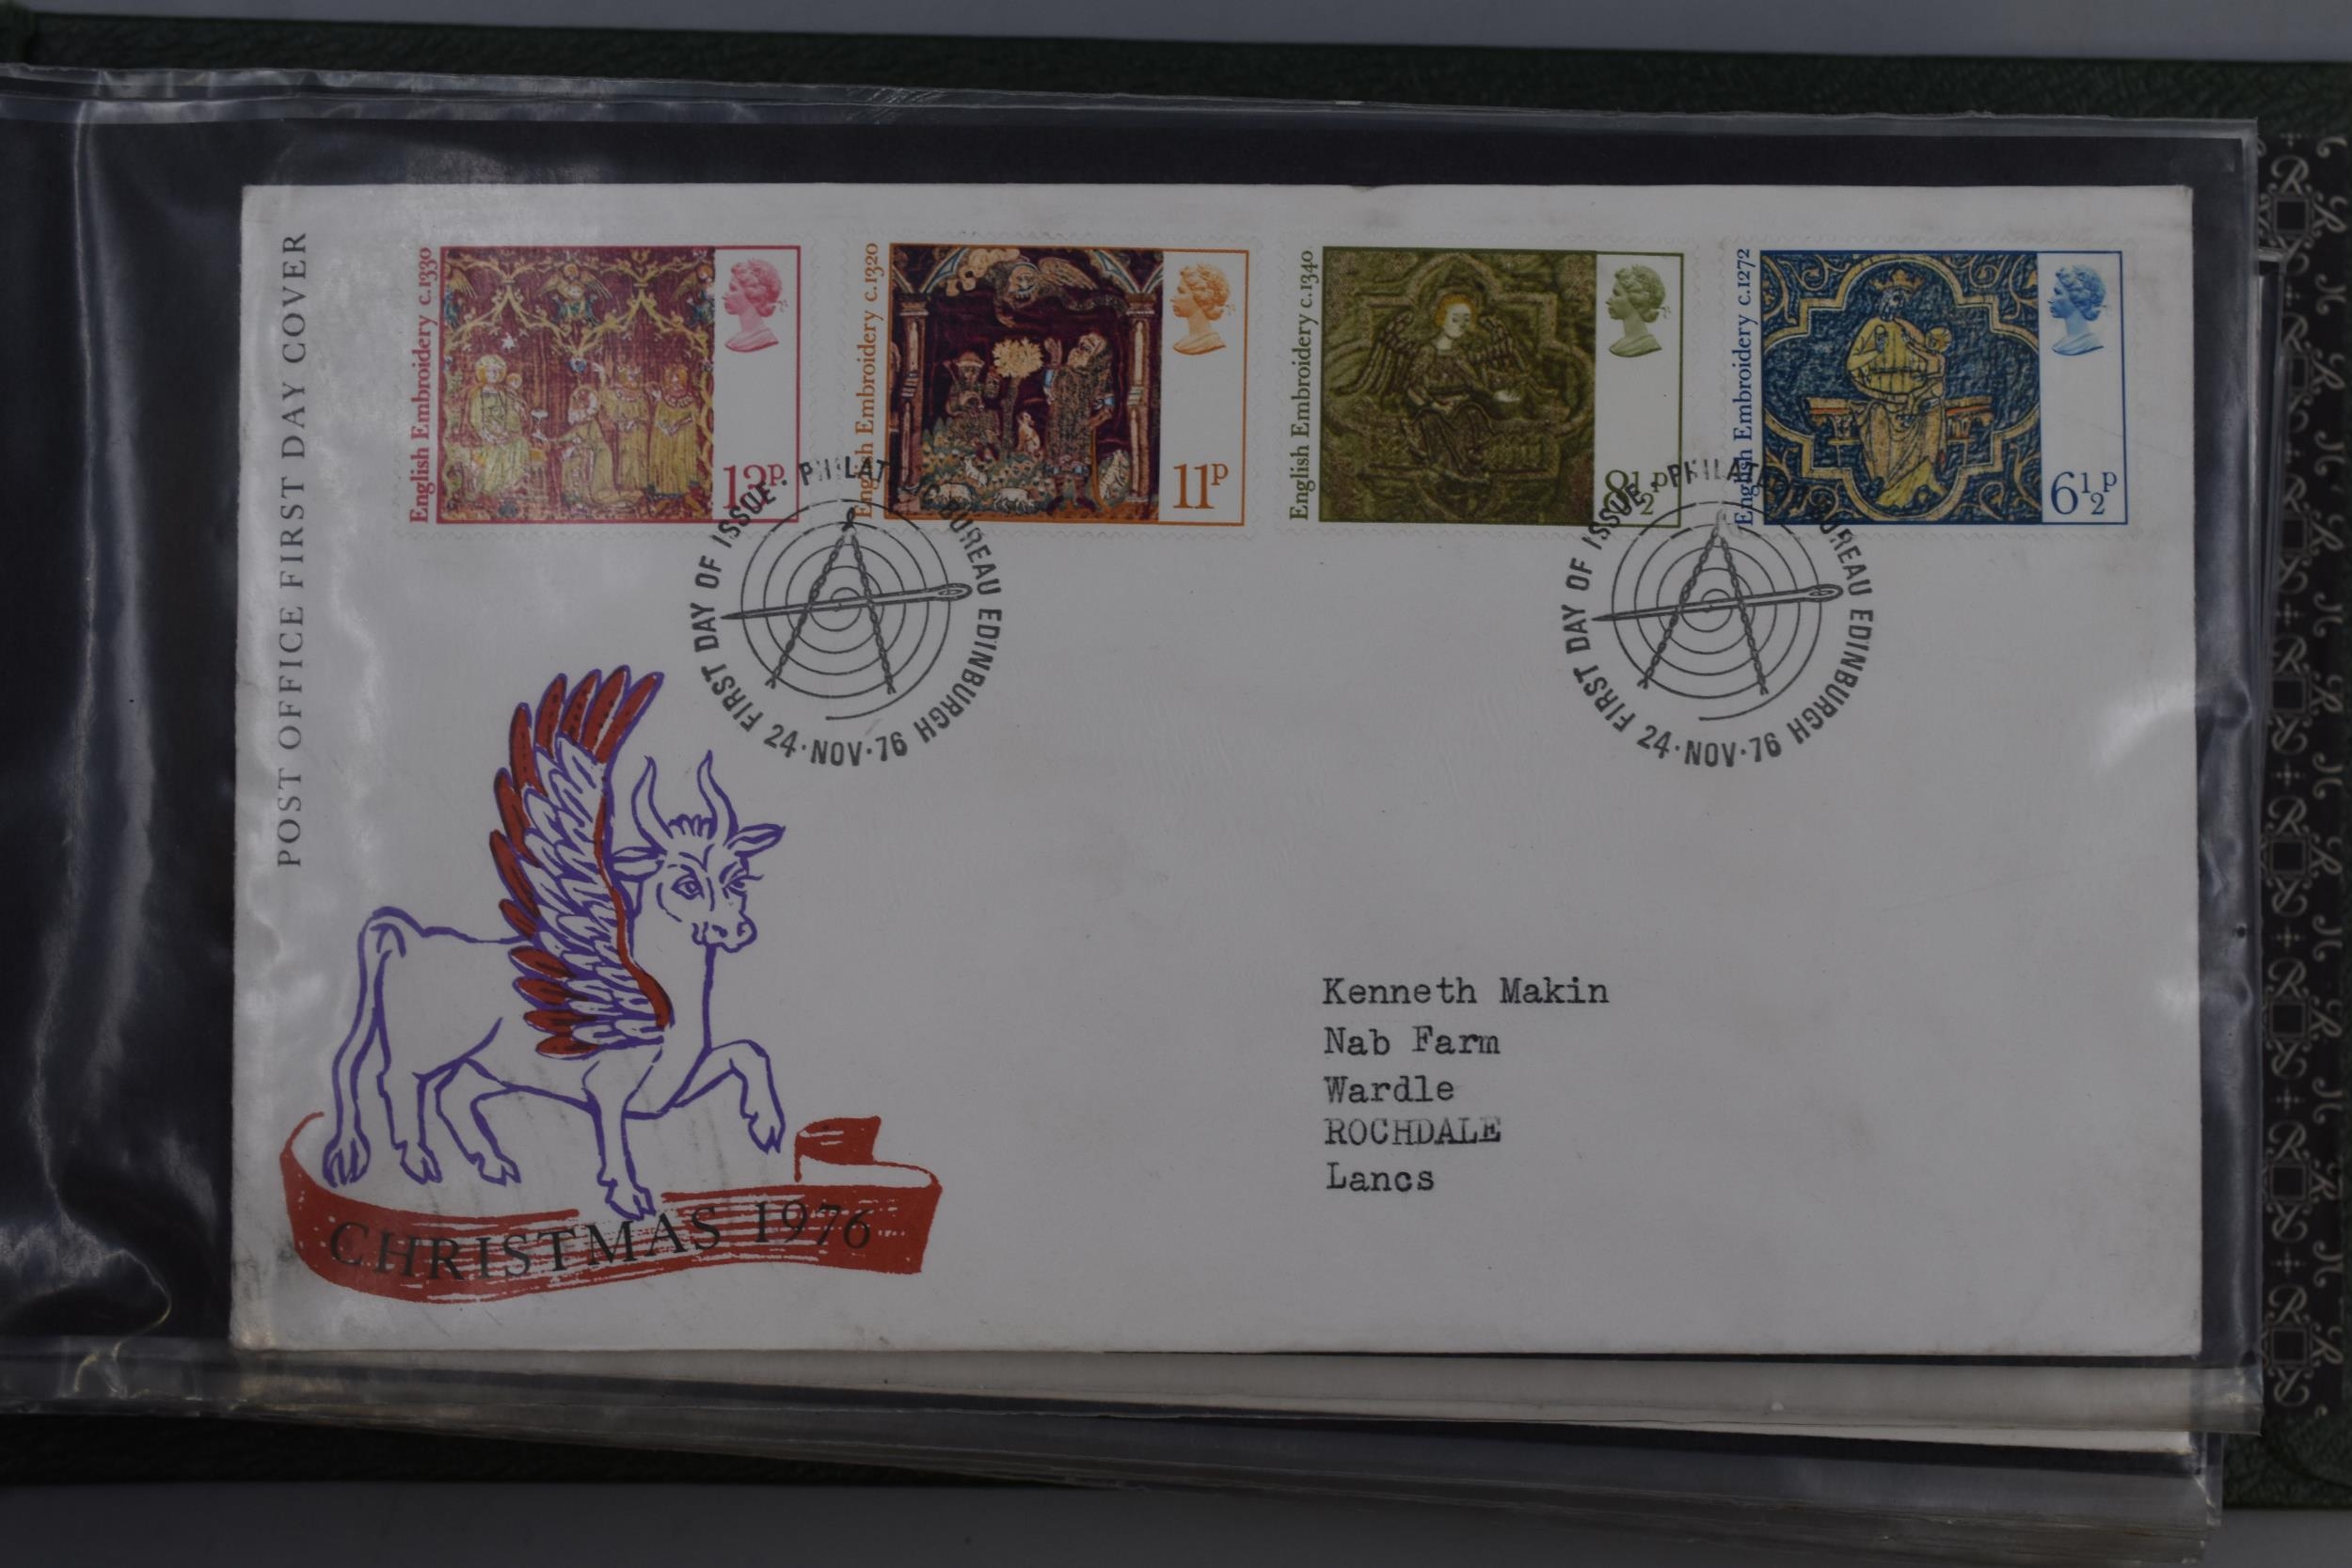 POST OFFICE FIRST DAY COVER
English Embroidery c.1330
13p
English Embroidery c.1320
11p
English Embroidery c.1340
8½p
English Embroidery c.1272
6½p
FIRST DAY OF ISSUE · PHILATELIC BUREAU EDINBURGH
24·NOV·76
FIRST DAY OF ISSUE · PHILATELIC BUREAU EDINBURGH
24·NOV·76
Kenneth Makin
Nab Farm
Wardle
ROCHDALE
Lancs
CHRISTMAS 1976